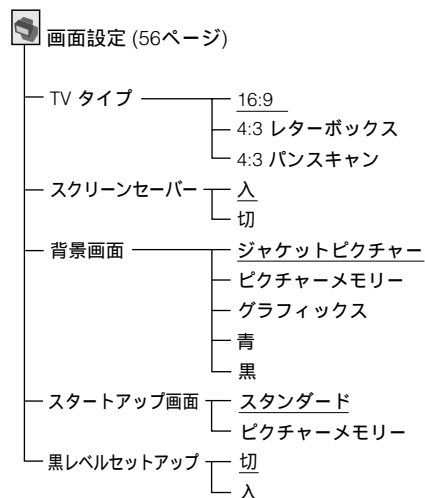 画面設定 (56ページ)
TV タイプ 16:9
4:3 レターボックス
4:3 パンスキャン
スクリーンセーバー 入
切
背景画面 ジャケットピクチャー
ピクチャーメモリー
グラフィックス
青
黒
スタートアップ画面 スタンダード
ピクチャーメモリー
黒レベルセットアップ 切
入